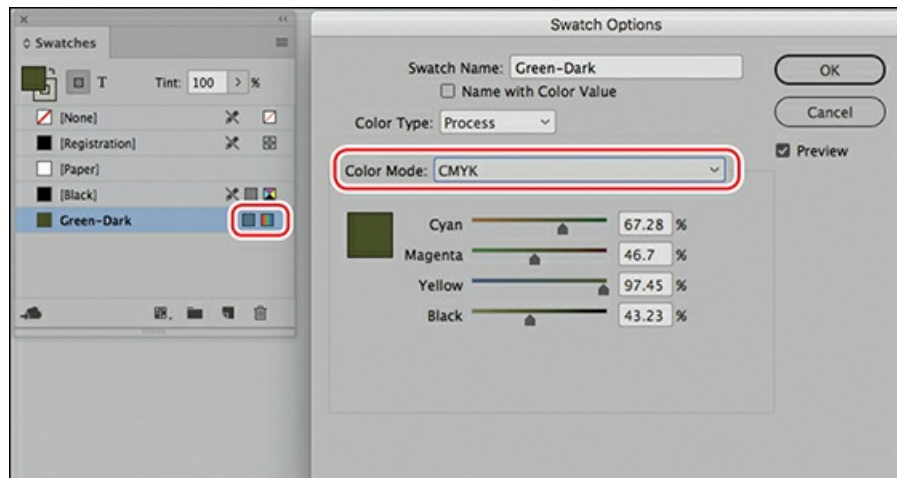 Swatches
T Tint: 100 > %
[None]
[Registration]
[Paper]
[Black]
Green-Dark
Swatch Options
Swatch Name: Green-Dark
Name with Color Value
Color Type: Process
Color Mode: CMYK
Cyan 67.28 %
Magenta 46.7 %
Yellow 97.45 %
Black 43.23 %
OK
Cancel
Preview